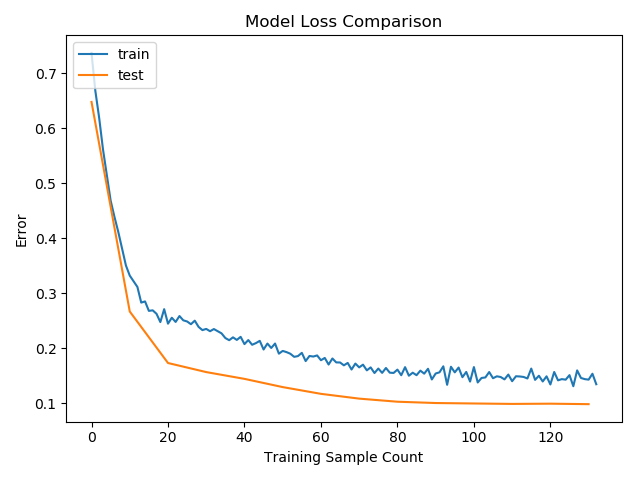 Model Loss Comparison
train
test
Error
0.7
0.6
0.5
0.4
0.3
0.2
0.1
0 20 40 60 80 100 120
Training Sample Count